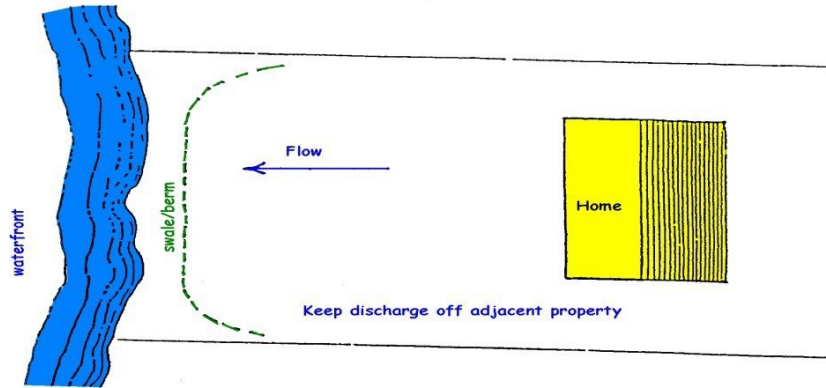 waterfront
swale/berm
Flow
Home
Keep discharge off adjacent property